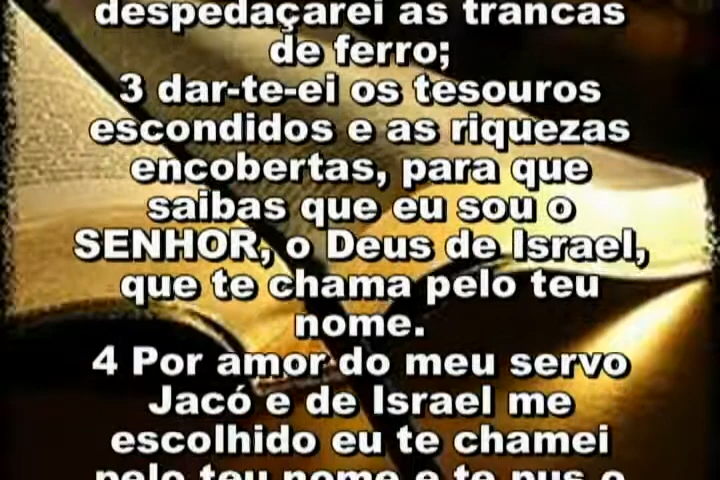 despedaçarei as trancas
de ferro;
3 dar-te-ei os tesouros
escondidos e as riquezas
encobertas, para que
saibas que eu sou o
SENHOR, o Deus de Israel,
que te chama pelo teu
nome.
4 Por amor do meu servo
Jacó e de Israel me
escolhido eu te chamei
pelo teu nome e te pus o